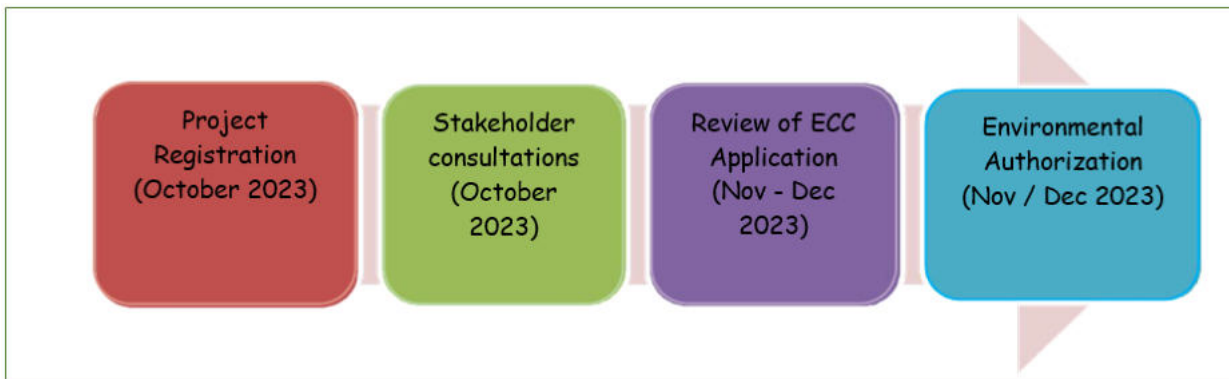 Project
Registration
(October 2023)
Stakeholder
consultations
(October
2023)
Review of ECC
Application
(Nov - Dec
2023)
Environmental
Authorization
(Nov / Dec 2023)